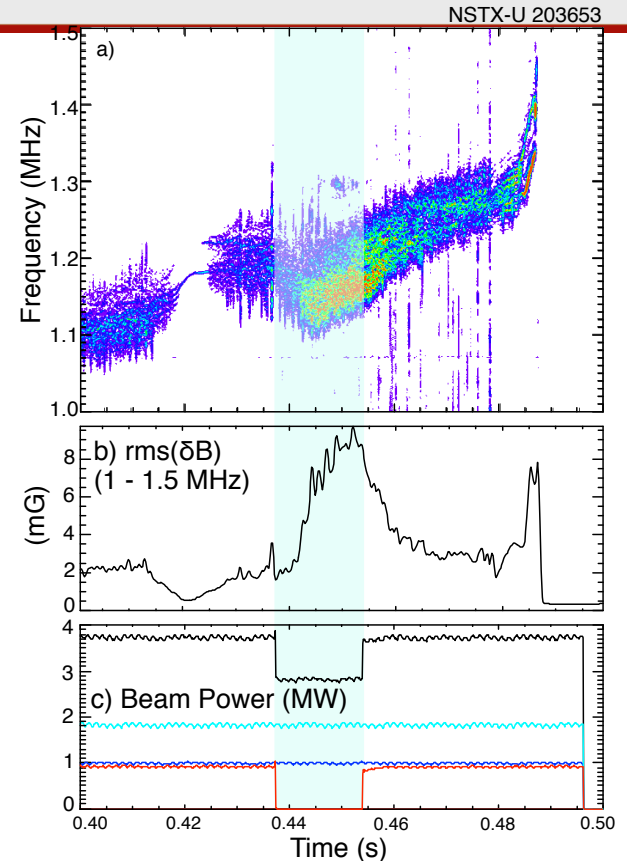 NSTX-U 203653
a)
1.5
1.4
1.3
1.2
1.1
1.0
Frequency (MHz)
b) rms(δB)
(1 - 1.5 MHz)
8
6
4
2
0
(mG)
4
3
c) Beam Power (MW)
2
1
0
0.40 0.42 0.44 0.46 0.48 0.50
Time (s)